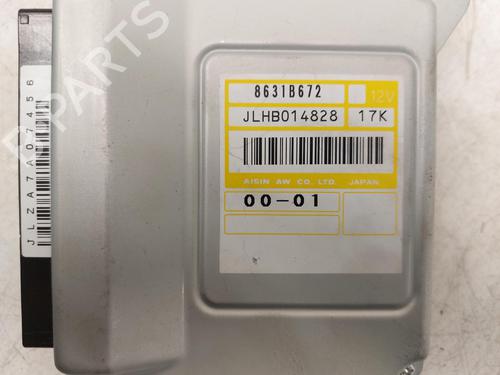 8631B672
12V
JLHB014828 17K
AISIN AW CO., LTD. JAPAN
00-01
JLZA7A07456
B PARTS